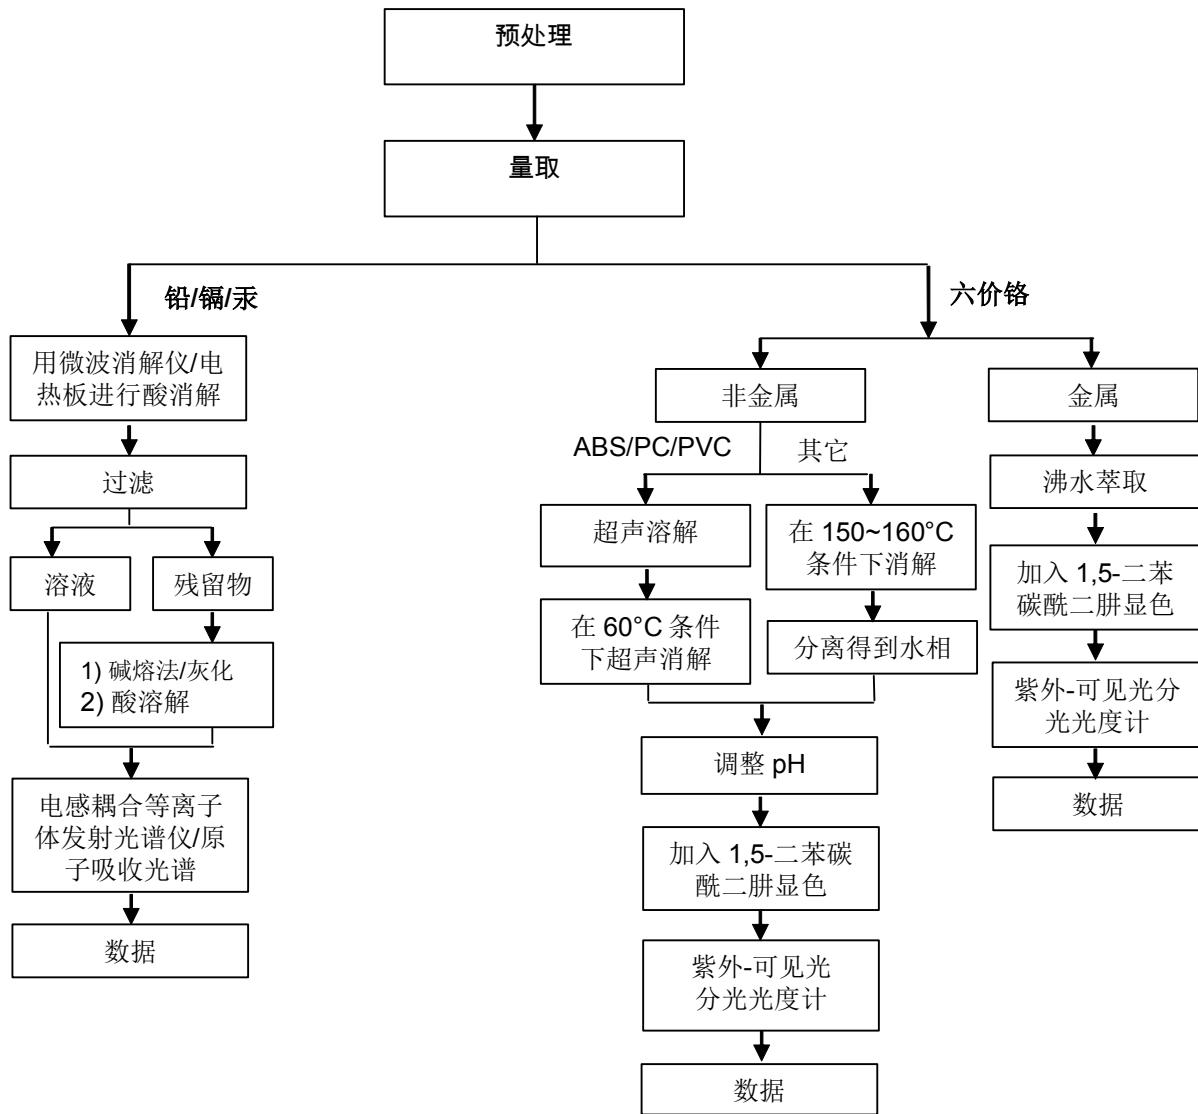 预处理
量取
铅/镉/汞
用微波消解仪/电
热板进行酸消解
过滤
溶液
残留物
1) 碱熔法/灰化
2) 酸溶解
电感耦合等离子
体发射光谱仪/原
子吸收光谱
数据
六价铬
非金属
ABS/PC/PVC
其它
超声溶解
在 60°C 条件
下超声消解
在 150~160°C
条件下消解
分离得到水相
调整 pH
加入 1,5-二苯碳
酰二肼显色
紫外-可见光
分光光度计
数据
金属
沸水萃取
加入 1,5-二苯
碳酰二肼显色
紫外-可见光分
光光度计
数据